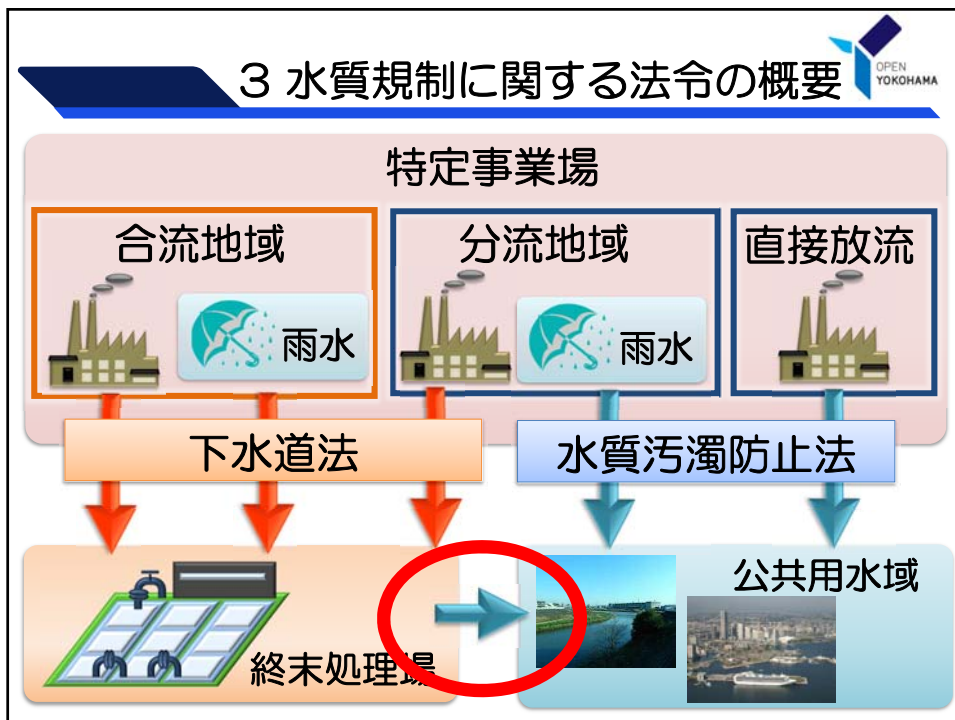 3 水質規制に関する法令の概要
OPEN
YOKOHAMA
特定事業場
合流地域
雨水
分流地域
雨水
直接放流
下水道法
水質汚濁防止法
終末処理場
公共用水域